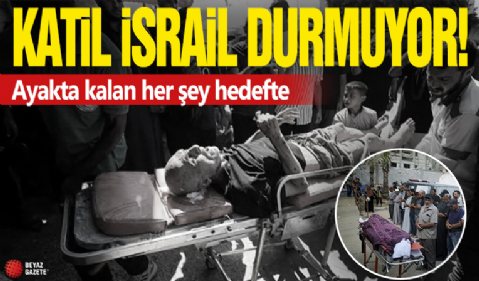 KATİL İSRAİL DURMUYOR!
Ayakta kalan her şey hedefte
BEYAZ
GAZETE